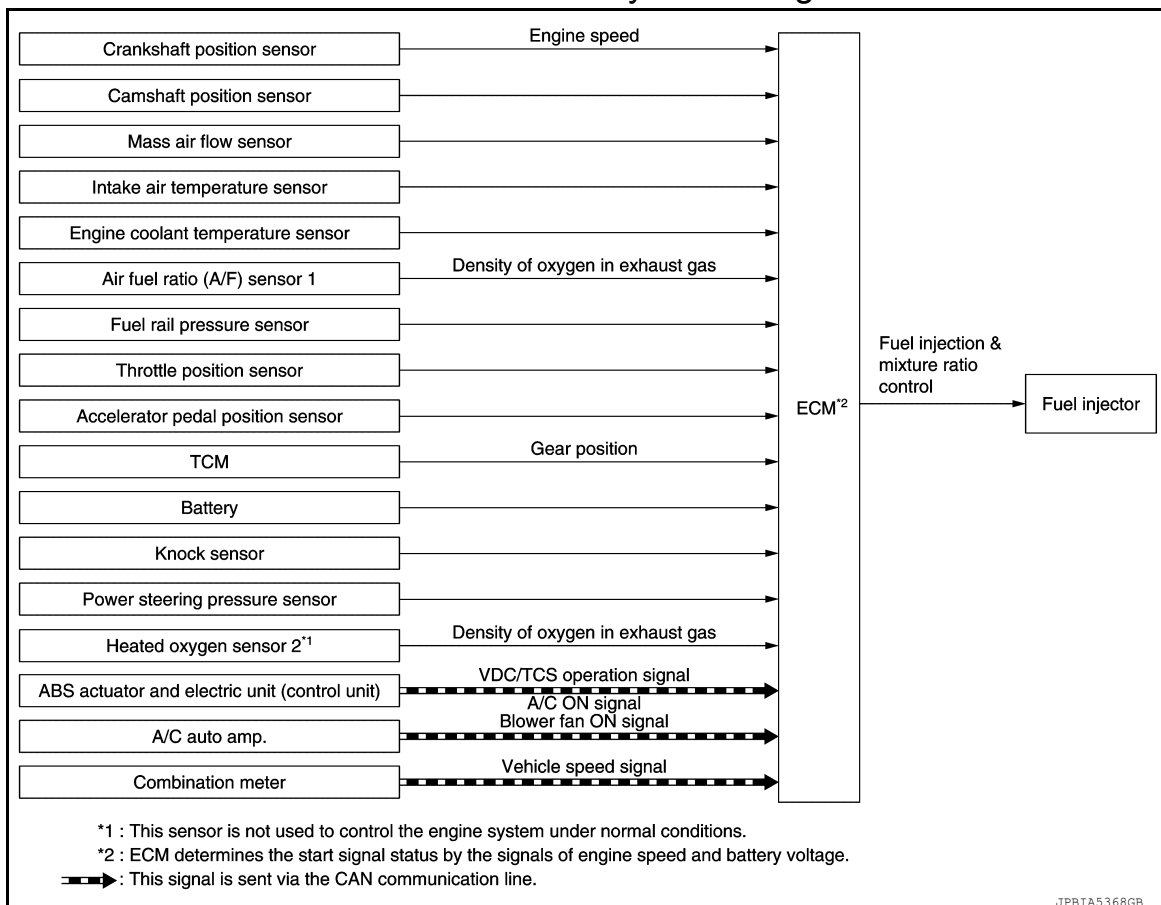 Crankshaft position sensor
Engine speed
Camshaft position sensor
Mass air flow sensor
Intake air temperature sensor
Engine coolant temperature sensor
Air fuel ratio (A/F) sensor 1
Density of oxygen in exhaust gas
Fuel rail pressure sensor
Throttle position sensor
Accelerator pedal position sensor
TCM
Gear position
Battery
Knock sensor
Power steering pressure sensor
Heated oxygen sensor 2*1
Density of oxygen in exhaust gas
ABS actuator and electric unit (control unit)
VDC/TCS operation signal
A/C auto amp.
A/C ON signal
Blower fan ON signal
Combination meter
Vehicle speed signal
ECM*2
Fuel injection &
mixture ratio
control
Fuel injector
*1 : This sensor is not used to control the engine system under normal conditions.
*2 : ECM determines the start signal status by the signals of engine speed and battery voltage.
: This signal is sent via the CAN communication line.
JPBIA5368GB